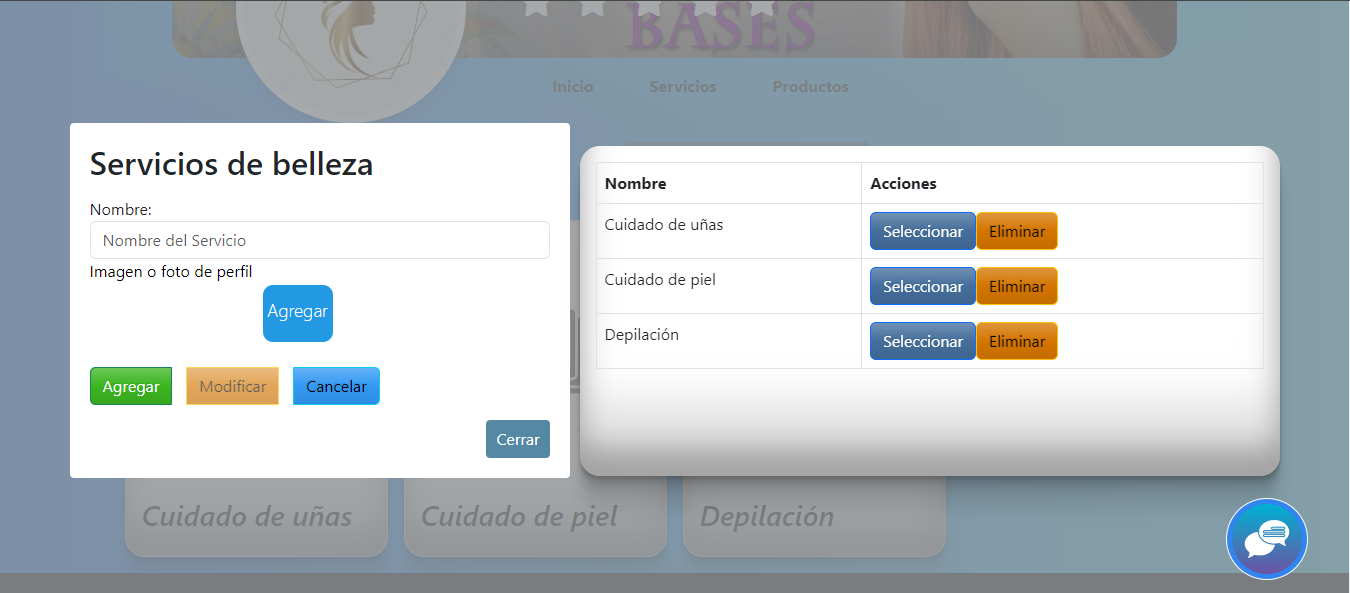 BASES
Inicio Servicios Productos
Servicios de belleza
Nombre:
Nombre del Servicio
Imagen o foto de perfil
Agregar
Agregar Modificar Cancelar
Cerrar
Nombre Acciones
Cuidado de uñas Seleccionar Eliminar
Cuidado de piel Seleccionar Eliminar
Depilación Seleccionar Eliminar
Cuidado de uñas Cuidado de piel Depilación